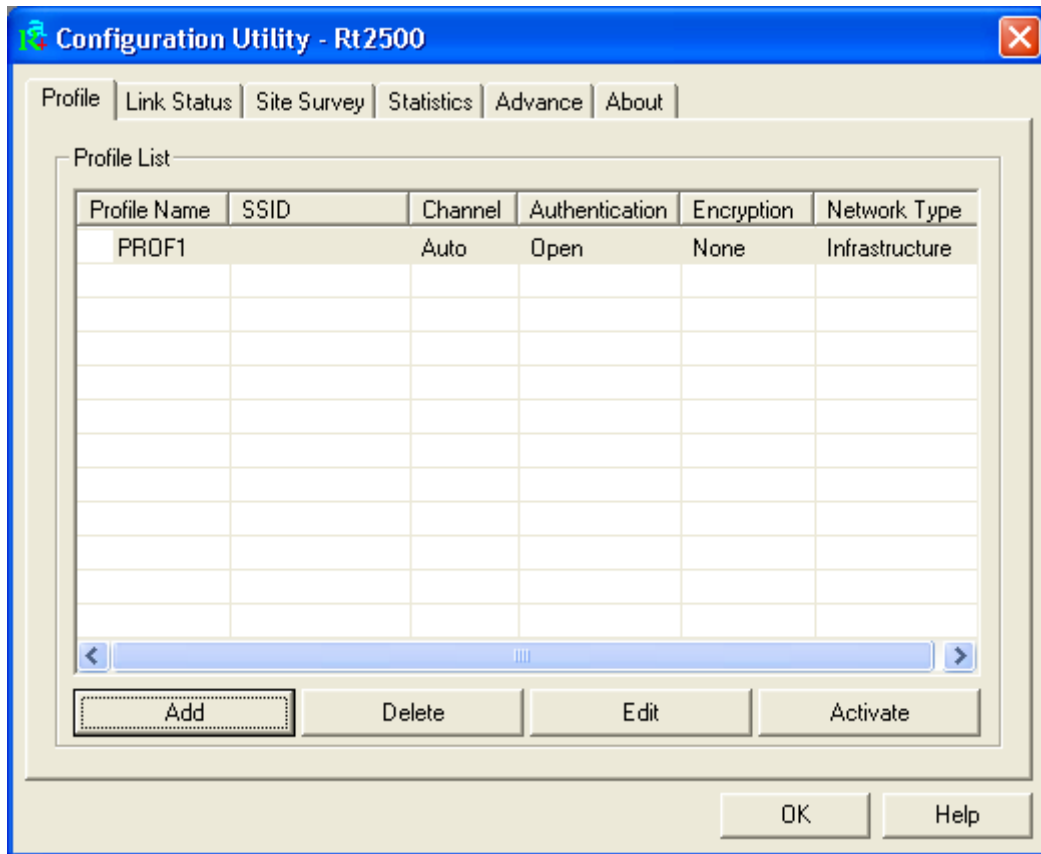 Configuration Utility - Rt2500
Profile Link Status Site Survey Statistics Advance About
Profile List
Profile Name SSID Channel Authentication Encryption Network Type
PROF1 Auto Open None Infrastructure
Add Delete Edit Activate
OK Help